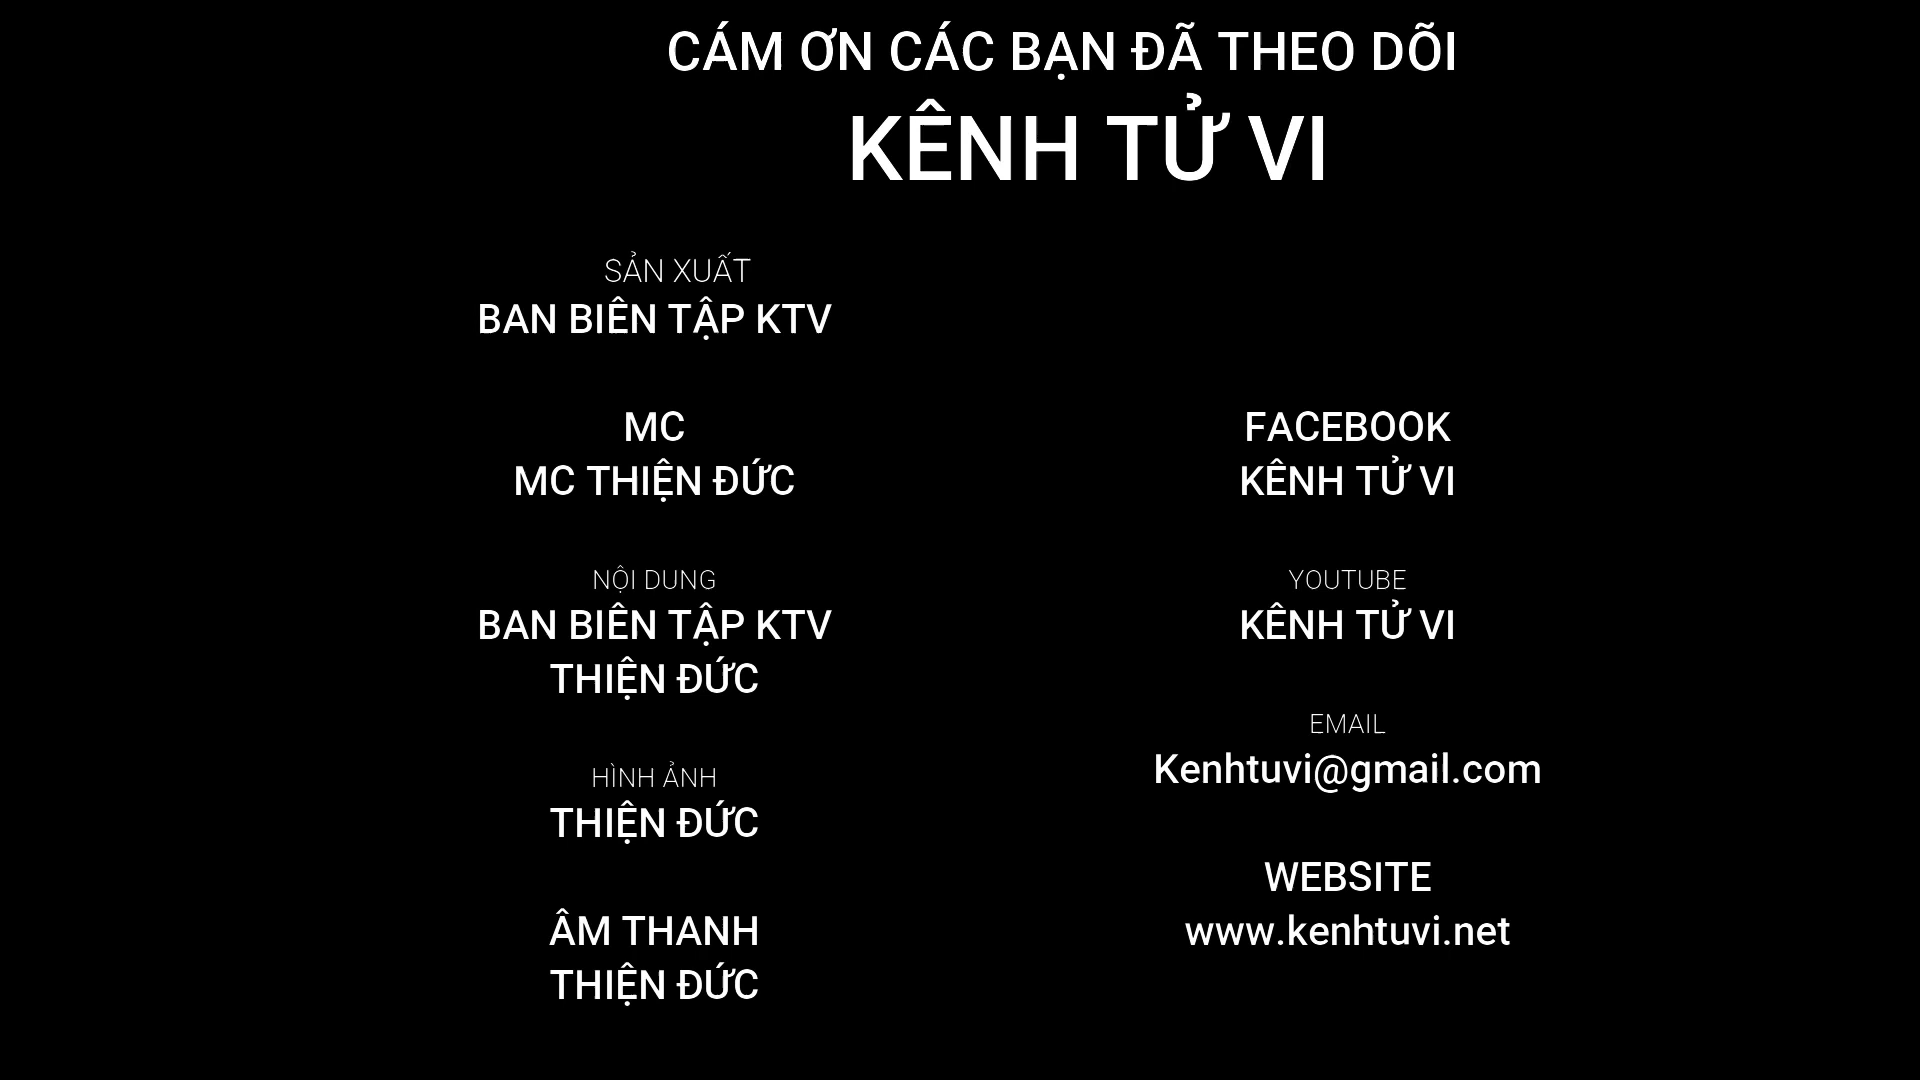 CÁM ƠN CÁC BẠN ĐÃ THEO DÕI
KÊNH TỬ VI
SẢN XUẤT
BAN BIÊN TẬP KTV
MC
MC THIỆN ĐỨC
NỘI DUNG
BAN BIÊN TẬP KTV
THIỆN ĐỨC
HÌNH ẢNH
THIỆN ĐỨC
ÂM THANH
THIỆN ĐỨC
FACEBOOK
KÊNH TỬ VI
YOUTUBE
KÊNH TỬ VI
EMAIL
Kenhtuvi@gmail.com
WEBSITE
www.kenhtuvi.net